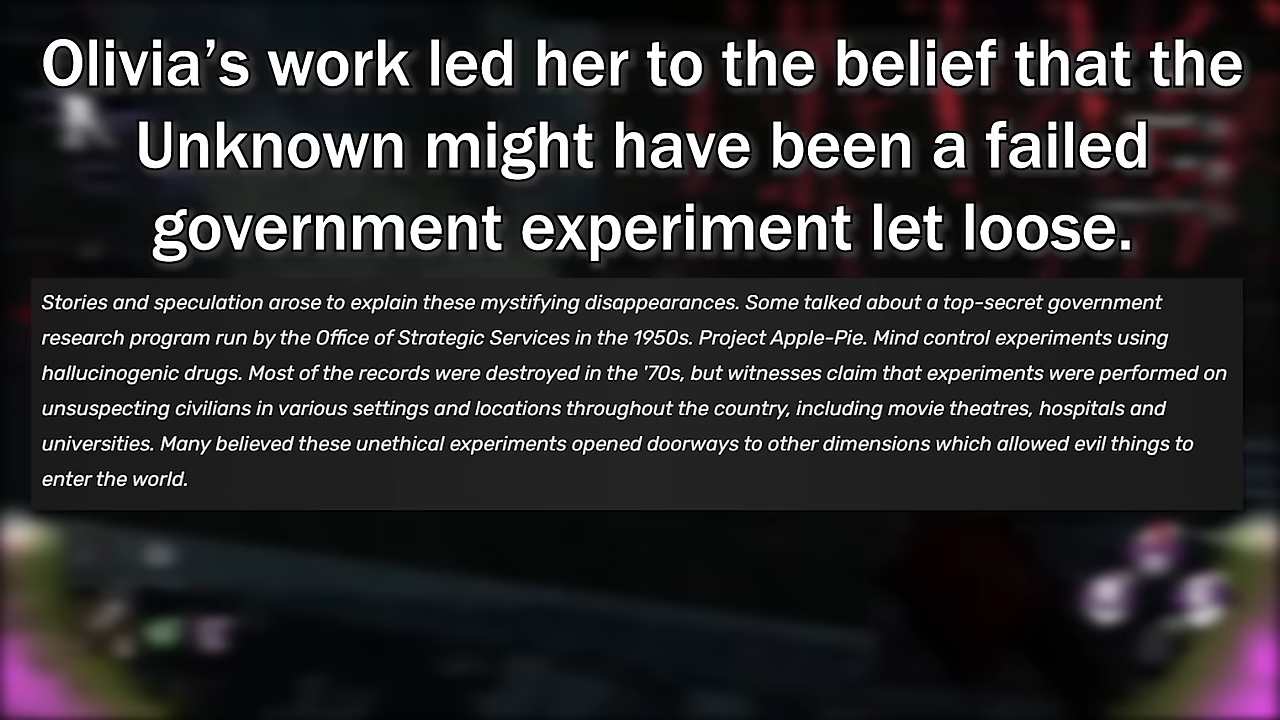 Olivia’s work led her to the belief that the
Unknown might have been a failed
government experiment let loose.
Stories and speculation arose to explain these mystifying disappearances. Some talked about a top-secret government
research program run by the Office of Strategic Services in the 1950s. Project Apple-Pie. Mind control experiments using
hallucinogenic drugs. Most of the records were destroyed in the '70s, but witnesses claim that experiments were performed on
unsuspecting civilians in various settings and locations throughout the country, including movie theatres, hospitals and
universities. Many believed these unethical experiments opened doorways to other dimensions which allowed evil things to
enter the world.